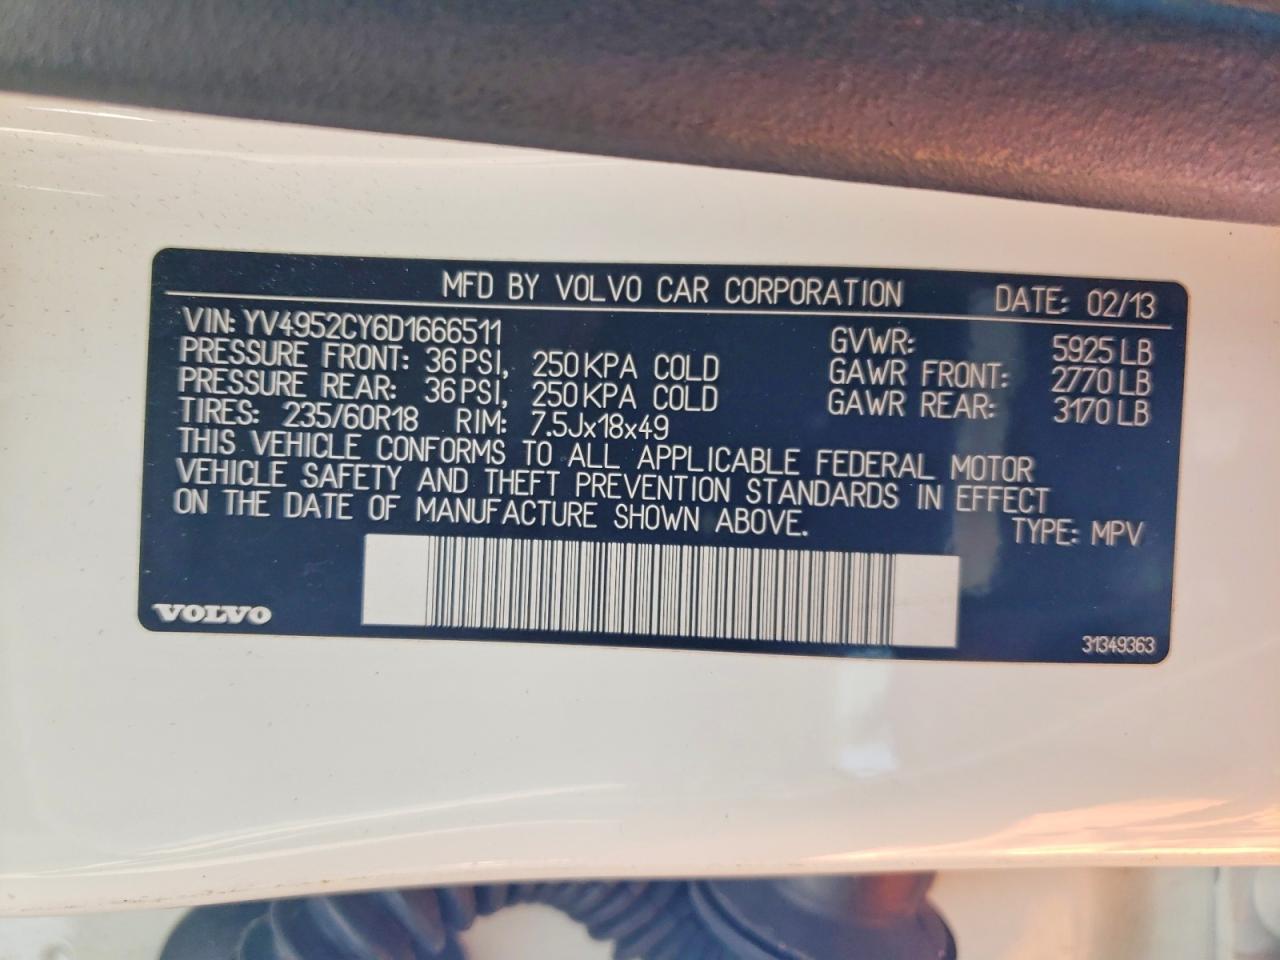 MFD BY VOLVO CAR CORPORATION DATE: 02/13
VIN: YV4952CY6D1666511 GVWR: 5925 LB
PRESSURE FRONT: 36 PSI, 250 KPA COLD GAWR FRONT: 2770 LB
PRESSURE REAR: 36 PSI, 250 KPA COLD GAWR REAR: 3170 LB
TIRES: 235/60R18 RIM: 7.5Jx18x49
THIS VEHICLE CONFORMS TO ALL APPLICABLE FEDERAL MOTOR
VEHICLE SAFETY AND THEFT PREVENTION STANDARDS IN EFFECT
ON THE DATE OF MANUFACTURE SHOWN ABOVE. TYPE: MPV
VOLVO 31349363